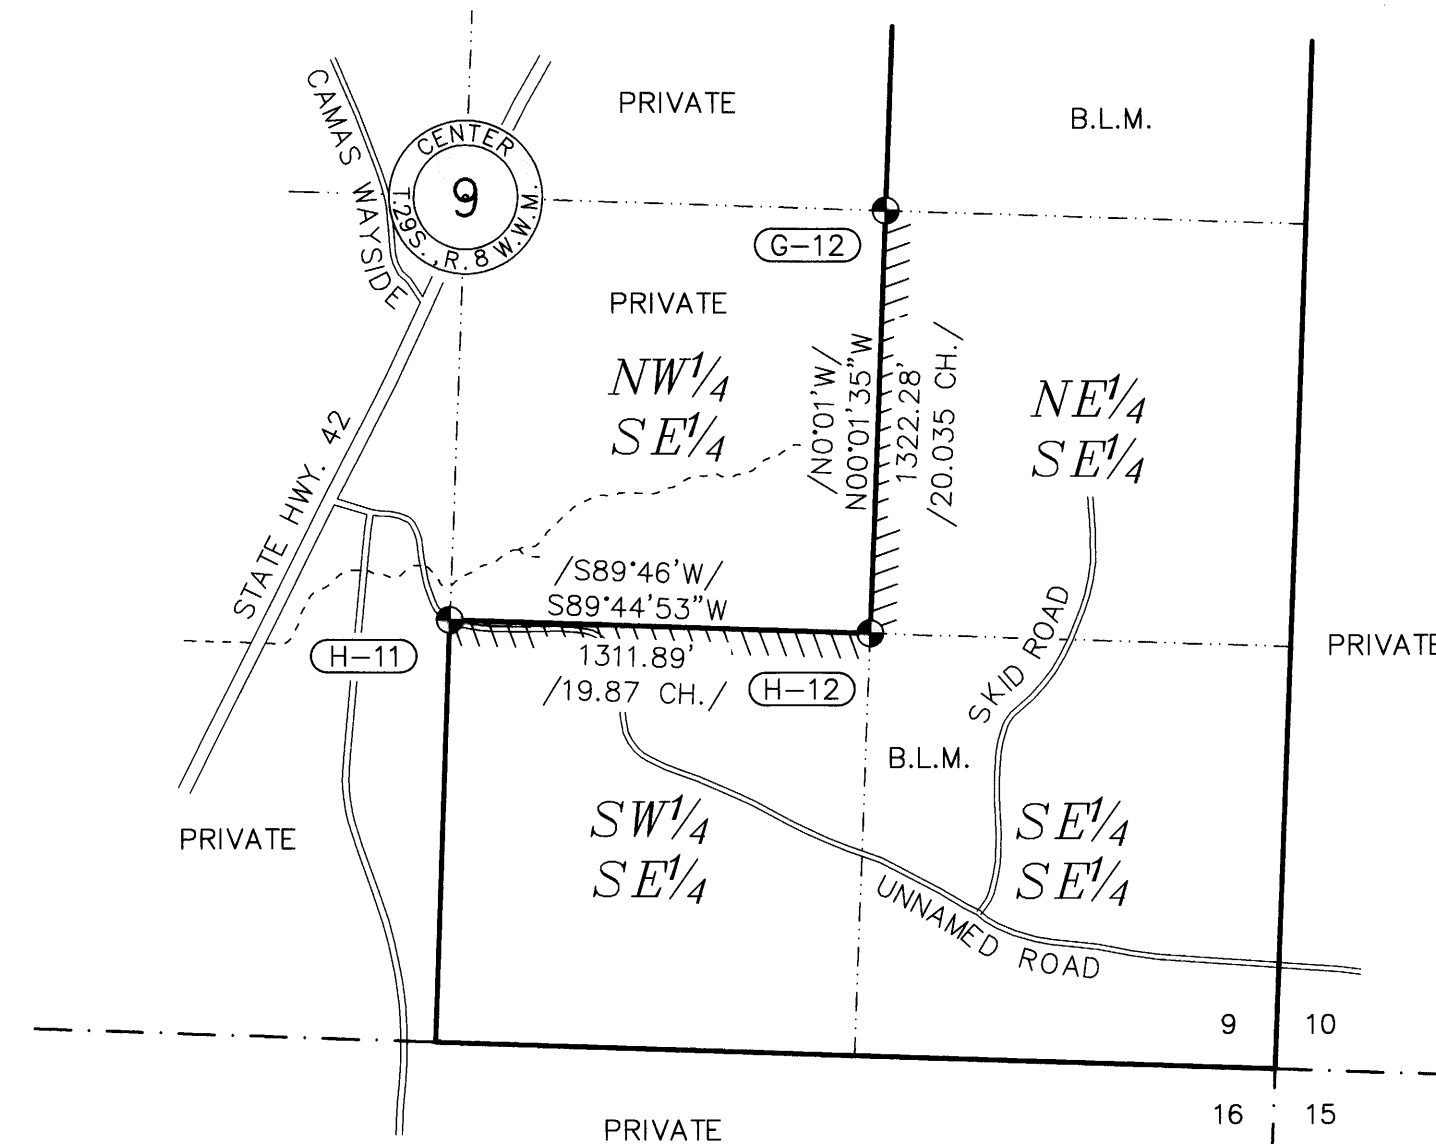 PRIVATE
B.L.M.
CAMAS WAYSIDE
CENTER
9
T.29S., R.8 W.W.M.
G-12
PRIVATE
NW¼
SE¼
/N0°01'W/
N00°01'35"W
1322.28'
/20.035 CH./
NE¼
SE¼
STATE HWY. 42
/S89°46'W/
S89°44'53"W
1311.89'
/19.87 CH./
H-11
H-12
SKID ROAD
PRIVATE
B.L.M.
PRIVATE
SW¼
SE¼
SE¼
SE¼
UNNAMED ROAD
9
10
16
15
PRIVATE